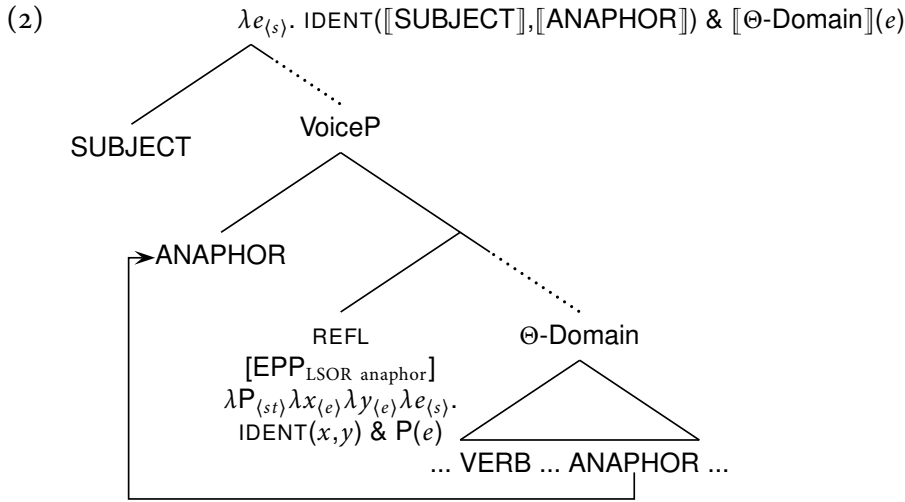 (2) λe⟨s⟩. IDENT(⟦SUBJECT⟧,⟦ANAPHOR⟧) & ⟦Θ-Domain⟧(e)
VoiceP
SUBJECT
ANAPHOR
REFL Θ-Domain
[EPP_LSOR anaphor]
λP⟨st⟩λx⟨e⟩λy⟨e⟩λe⟨s⟩.
IDENT(x,y) & P(e)
... VERB ... ANAPHOR ...